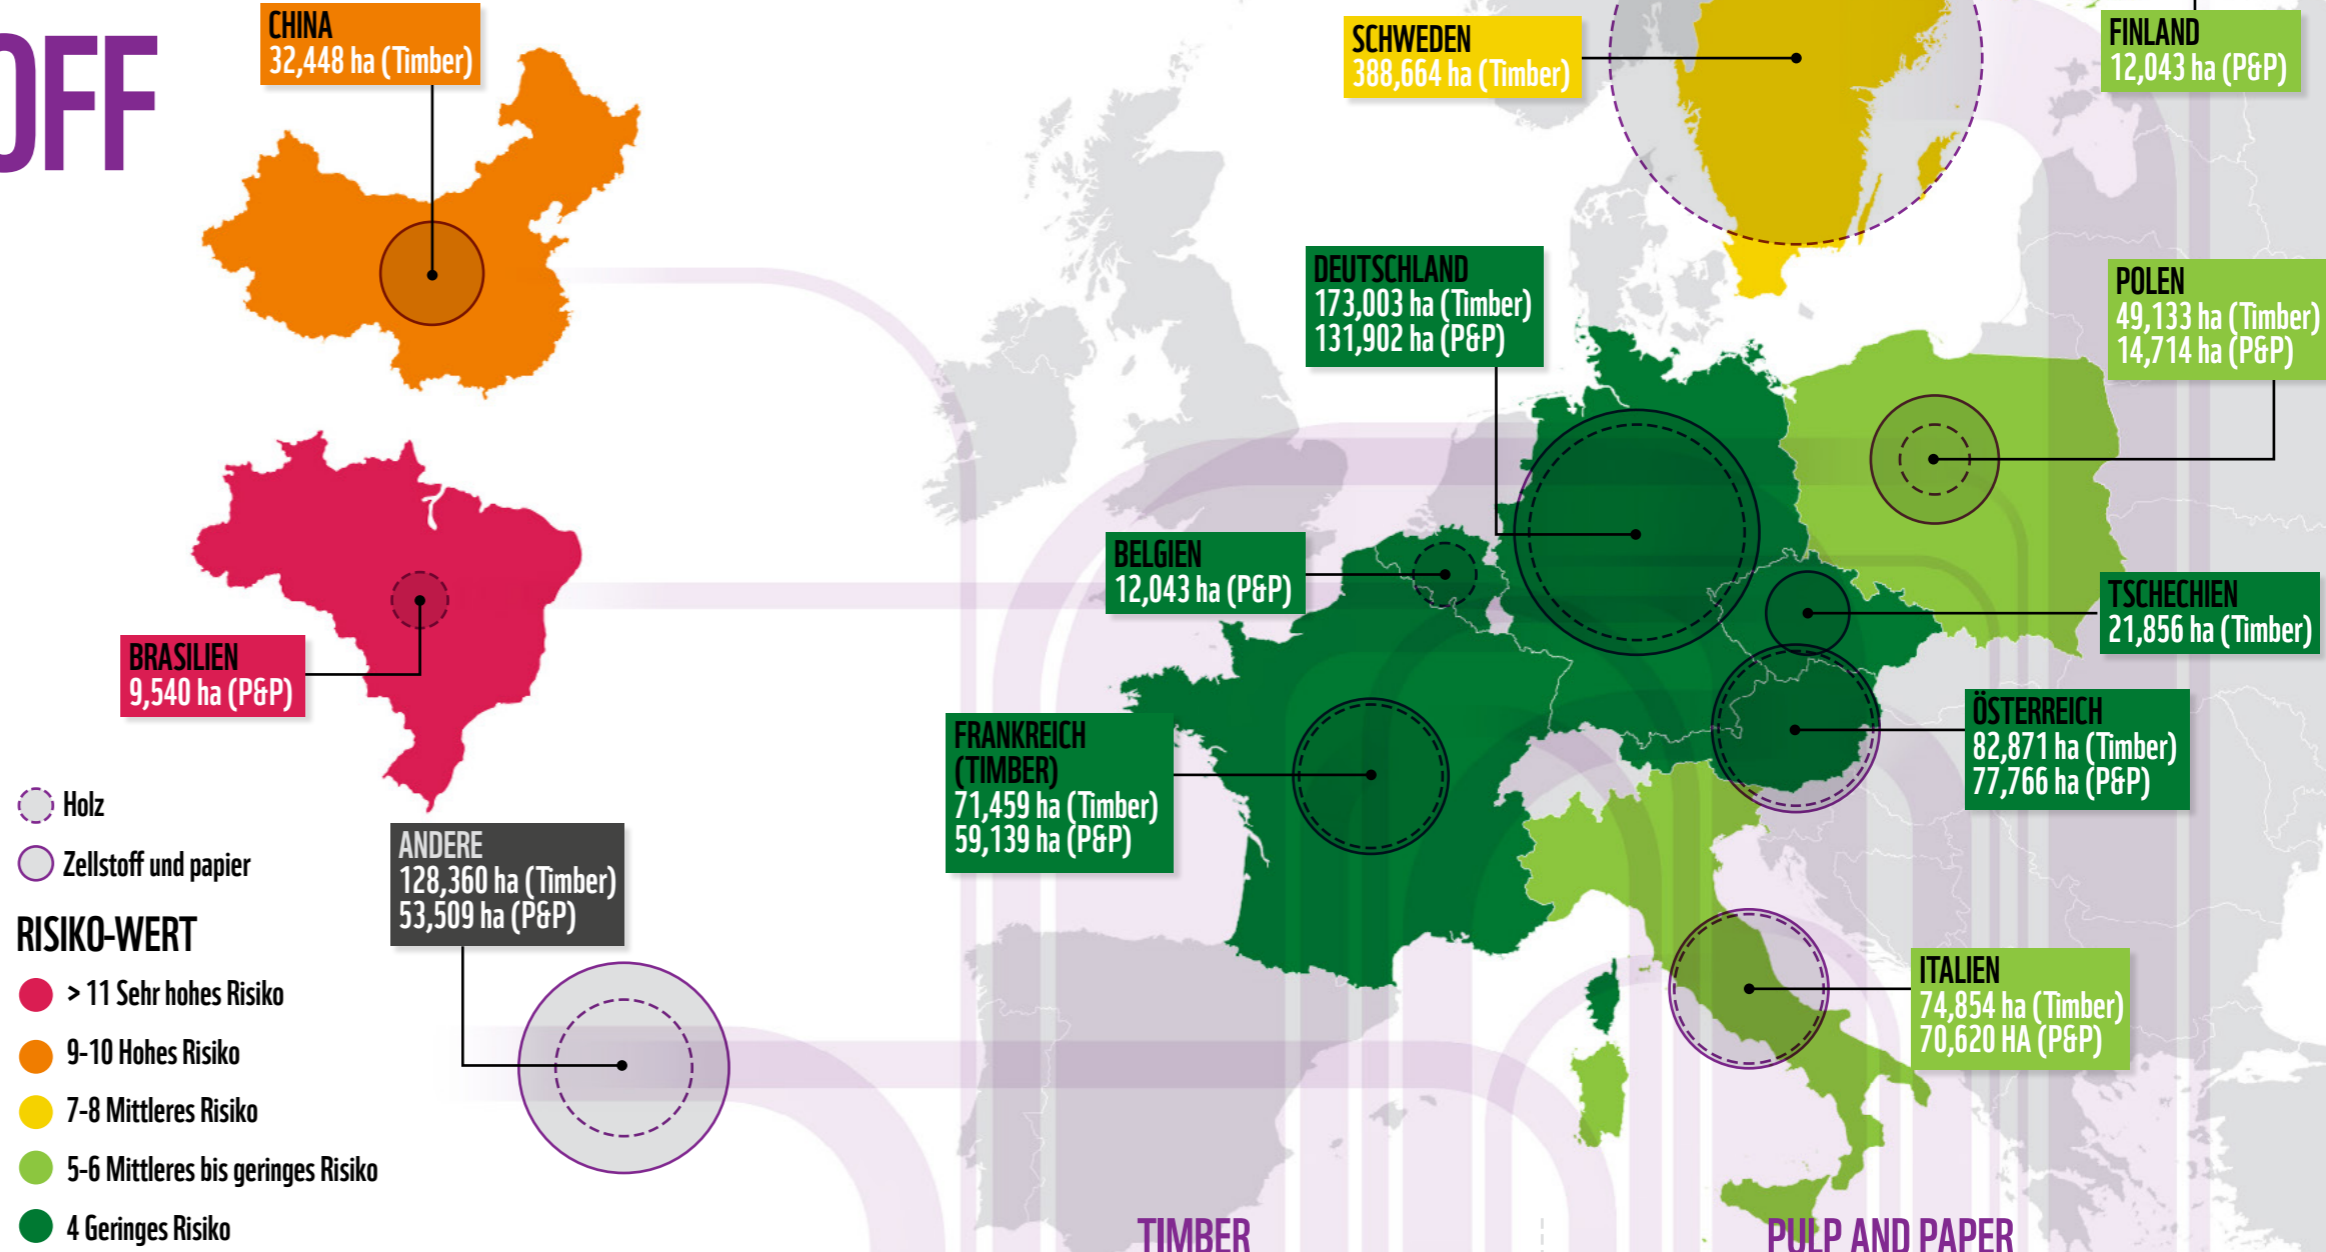 OFF
CHINA
32,448 ha (Timber)
SCHWEDEN
388,664 ha (Timber)
FINLAND
12,043 ha (P&P)
DEUTSCHLAND
173,003 ha (Timber)
131,902 ha (P&P)
POLEN
49,133 ha (Timber)
14,714 ha (P&P)
BELGIEN
12,043 ha (P&P)
TSCHECHIEN
21,856 ha (Timber)
BRASILIEN
9,540 ha (P&P)
FRANKREICH
(TIMBER)
71,459 ha (Timber)
59,139 ha (P&P)
ÖSTERREICH
82,871 ha (Timber)
77,766 ha (P&P)
Holz
Zellstoff und papier
ANDERE
128,360 ha (Timber)
53,509 ha (P&P)
ITALIEN
74,854 ha (Timber)
70,620 HA (P&P)
RISIKO-WERT
> 11 Sehr hohes Risiko
9-10 Hohes Risiko
7-8 Mittleres Risiko
5-6 Mittleres bis geringes Risiko
4 Geringes Risiko
TIMBER
PULP AND PAPER